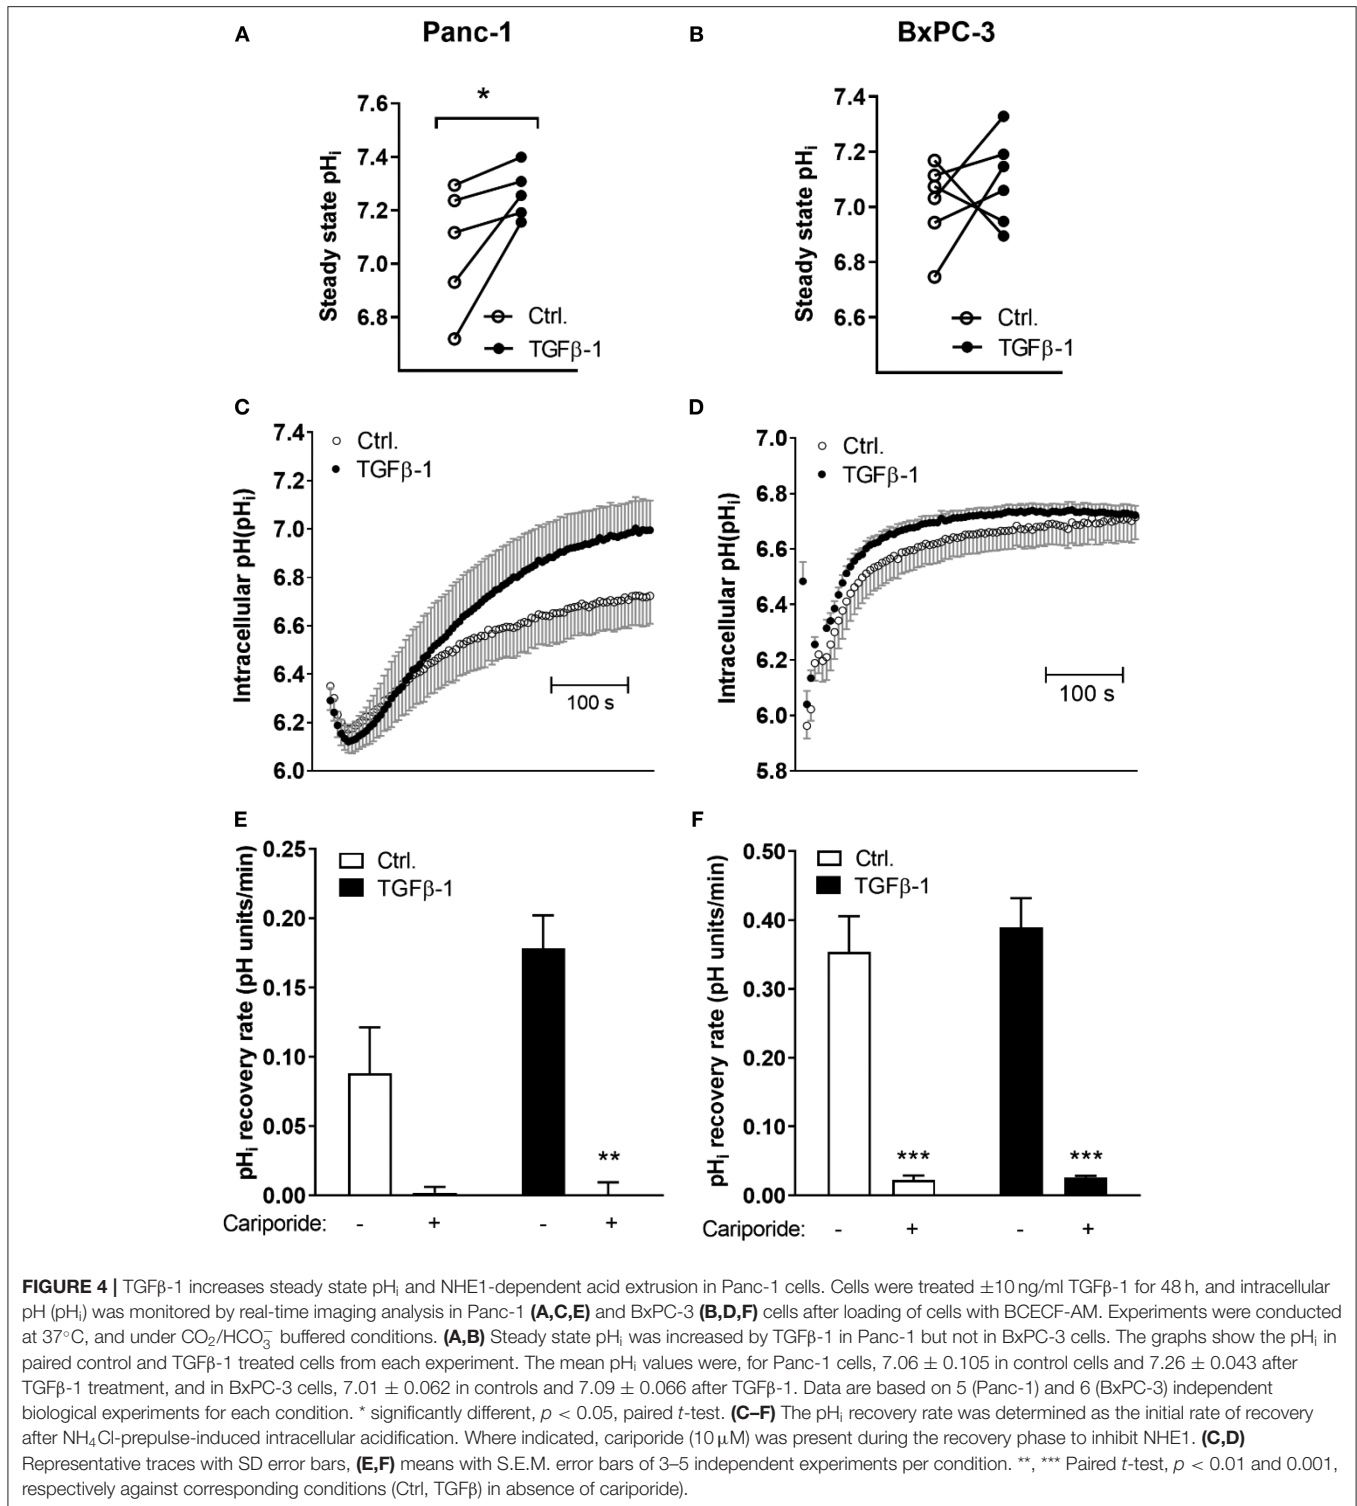 A Panc-1
B BxPC-3
*
7.6
7.4
7.2
7.0
6.8
Steady state pHi
Ctrl.
TGFβ-1
7.4
7.2
7.0
6.8
6.6
Steady state pHi
Ctrl.
TGFβ-1
C
7.4
7.2
7.0
6.8
6.6
6.4
6.2
6.0
Intracellular pH(pHi)
Ctrl.
TGFβ-1
100 s
D
7.0
6.8
6.6
6.4
6.2
6.0
5.8
Intracellular pH(pHi)
Ctrl.
TGFβ-1
100 s
E
0.25
0.20
0.15
0.10
0.05
0.00
pHi recovery rate (pH units/min)
Ctrl.
TGFβ-1
**
Cariporide: - + - +
F
0.50
0.40
0.30
0.20
0.10
0.00
pHi recovery rate (pH units/min)
Ctrl.
TGFβ-1
*** ***
Cariporide: - + - +
FIGURE 4 | TGFβ-1 increases steady state pHi and NHE1-dependent acid extrusion in Panc-1 cells. Cells were treated ±10 ng/ml TGFβ-1 for 48 h, and intracellular
pH (pHi) was monitored by real-time imaging analysis in Panc-1 (A,C,E) and BxPC-3 (B,D,F) cells after loading of cells with BCECF-AM. Experiments were conducted
at 37°C, and under CO2/HCO3− buffered conditions. (A,B) Steady state pHi was increased by TGFβ-1 in Panc-1 but not in BxPC-3 cells. The graphs show the pHi in
paired control and TGFβ-1 treated cells from each experiment. The mean pHi values were, for Panc-1 cells, 7.06 ± 0.105 in control cells and 7.26 ± 0.043 after
TGFβ-1 treatment, and in BxPC-3 cells, 7.01 ± 0.062 in controls and 7.09 ± 0.066 after TGFβ-1. Data are based on 5 (Panc-1) and 6 (BxPC-3) independent
biological experiments for each condition. * significantly different, p < 0.05, paired t-test. (C–F) The pHi recovery rate was determined as the initial rate of recovery
after NH4Cl-prepulse-induced intracellular acidification. Where indicated, cariporide (10 μM) was present during the recovery phase to inhibit NHE1. (C,D)
Representative traces with SD error bars, (E,F) means with S.E.M. error bars of 3–5 independent experiments per condition. **, *** Paired t-test, p < 0.01 and 0.001,
respectively against corresponding conditions (Ctrl, TGFβ) in absence of cariporide).